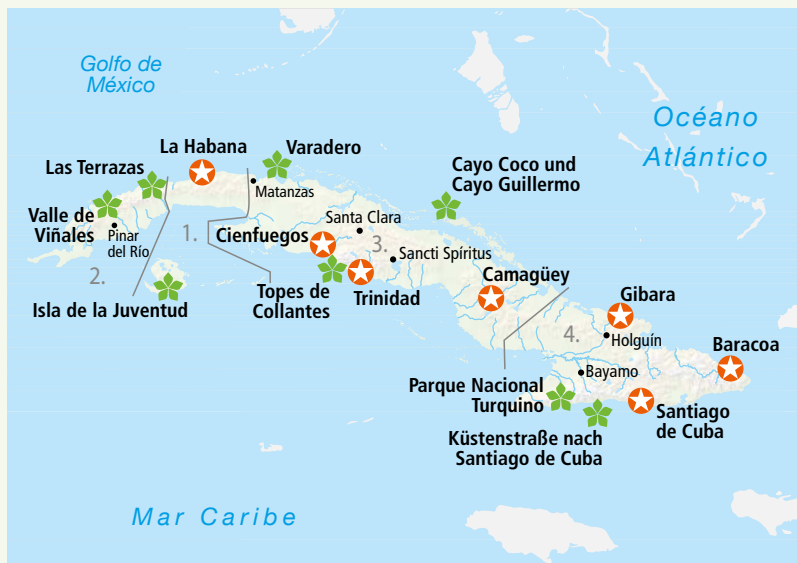 Golfo de
México
Océano
Atlántico
La Habana
Varadero
Las Terrazas
Matanzas
Cayo Coco und
Cayo Guillermo
Valle de
Viñales
Pinar
del Río
1.
Cienfuegos
Santa Clara
3.
Sancti Spíritus
2.
Isla de la Juventud
Topes de
Collantes
Trinidad
Camagüey
Gibara
4.
Holguín
Baracoa
Bayamo
Parque Nacional
Turquino
Santiago
de Cuba
Küstenstraße nach
Santiago de Cuba
Mar Caribe